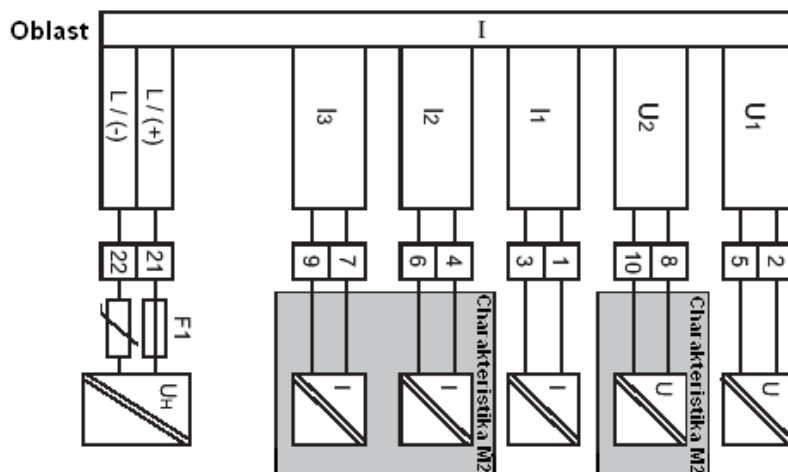 Oblast I
L / (-)
L / (+)
I3
I2
I1
U2
U1
22 21
9 7
6 4
3 1
10 8
5 2
F1
Charakteristika M2
Charakteristika M2
UH
I
I
I
U
U